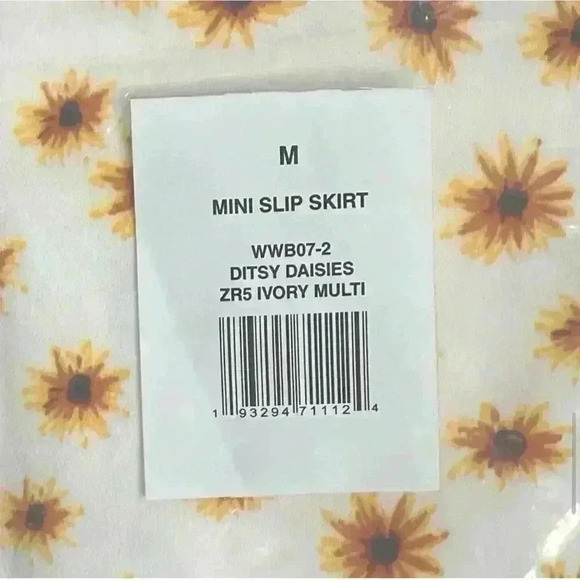 M
MINI SLIP SKIRT
WWB07-2
DITSY DAISIES
ZR5 IVORY MULTI
1 93294 71112 4